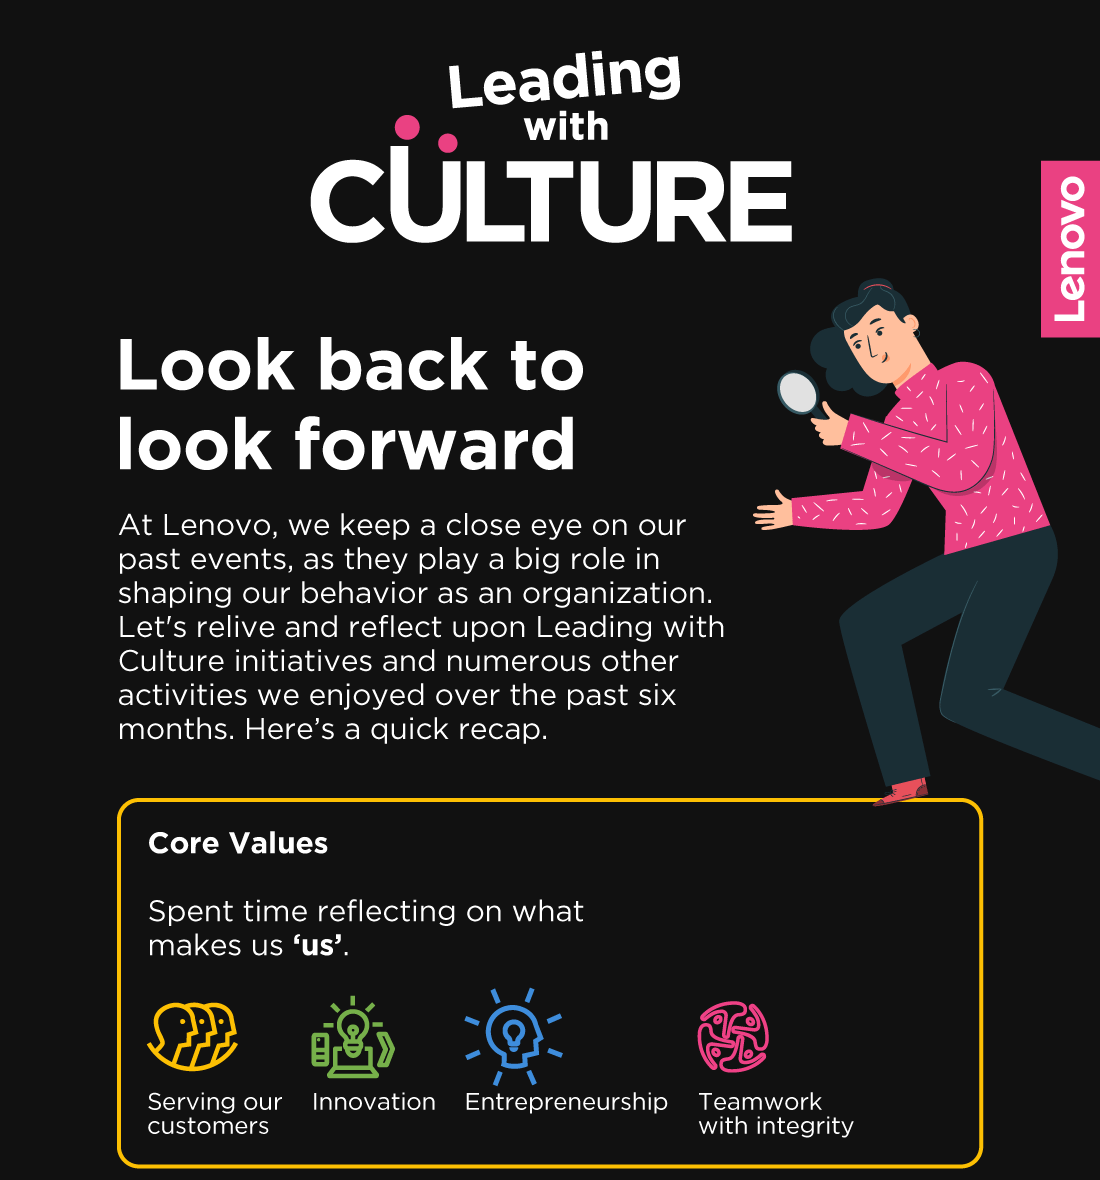 Leading
with
CULTURE
Lenovo
Look back to
look forward
At Lenovo, we keep a close eye on our
past events, as they play a big role in
shaping our behavior as an organization.
Let's relive and reflect upon Leading with
Culture initiatives and numerous other
activities we enjoyed over the past six
months. Here’s a quick recap.
Core Values
Spent time reflecting on what
makes us ‘us’.
Serving our
customers
Innovation
Entrepreneurship
Teamwork
with integrity